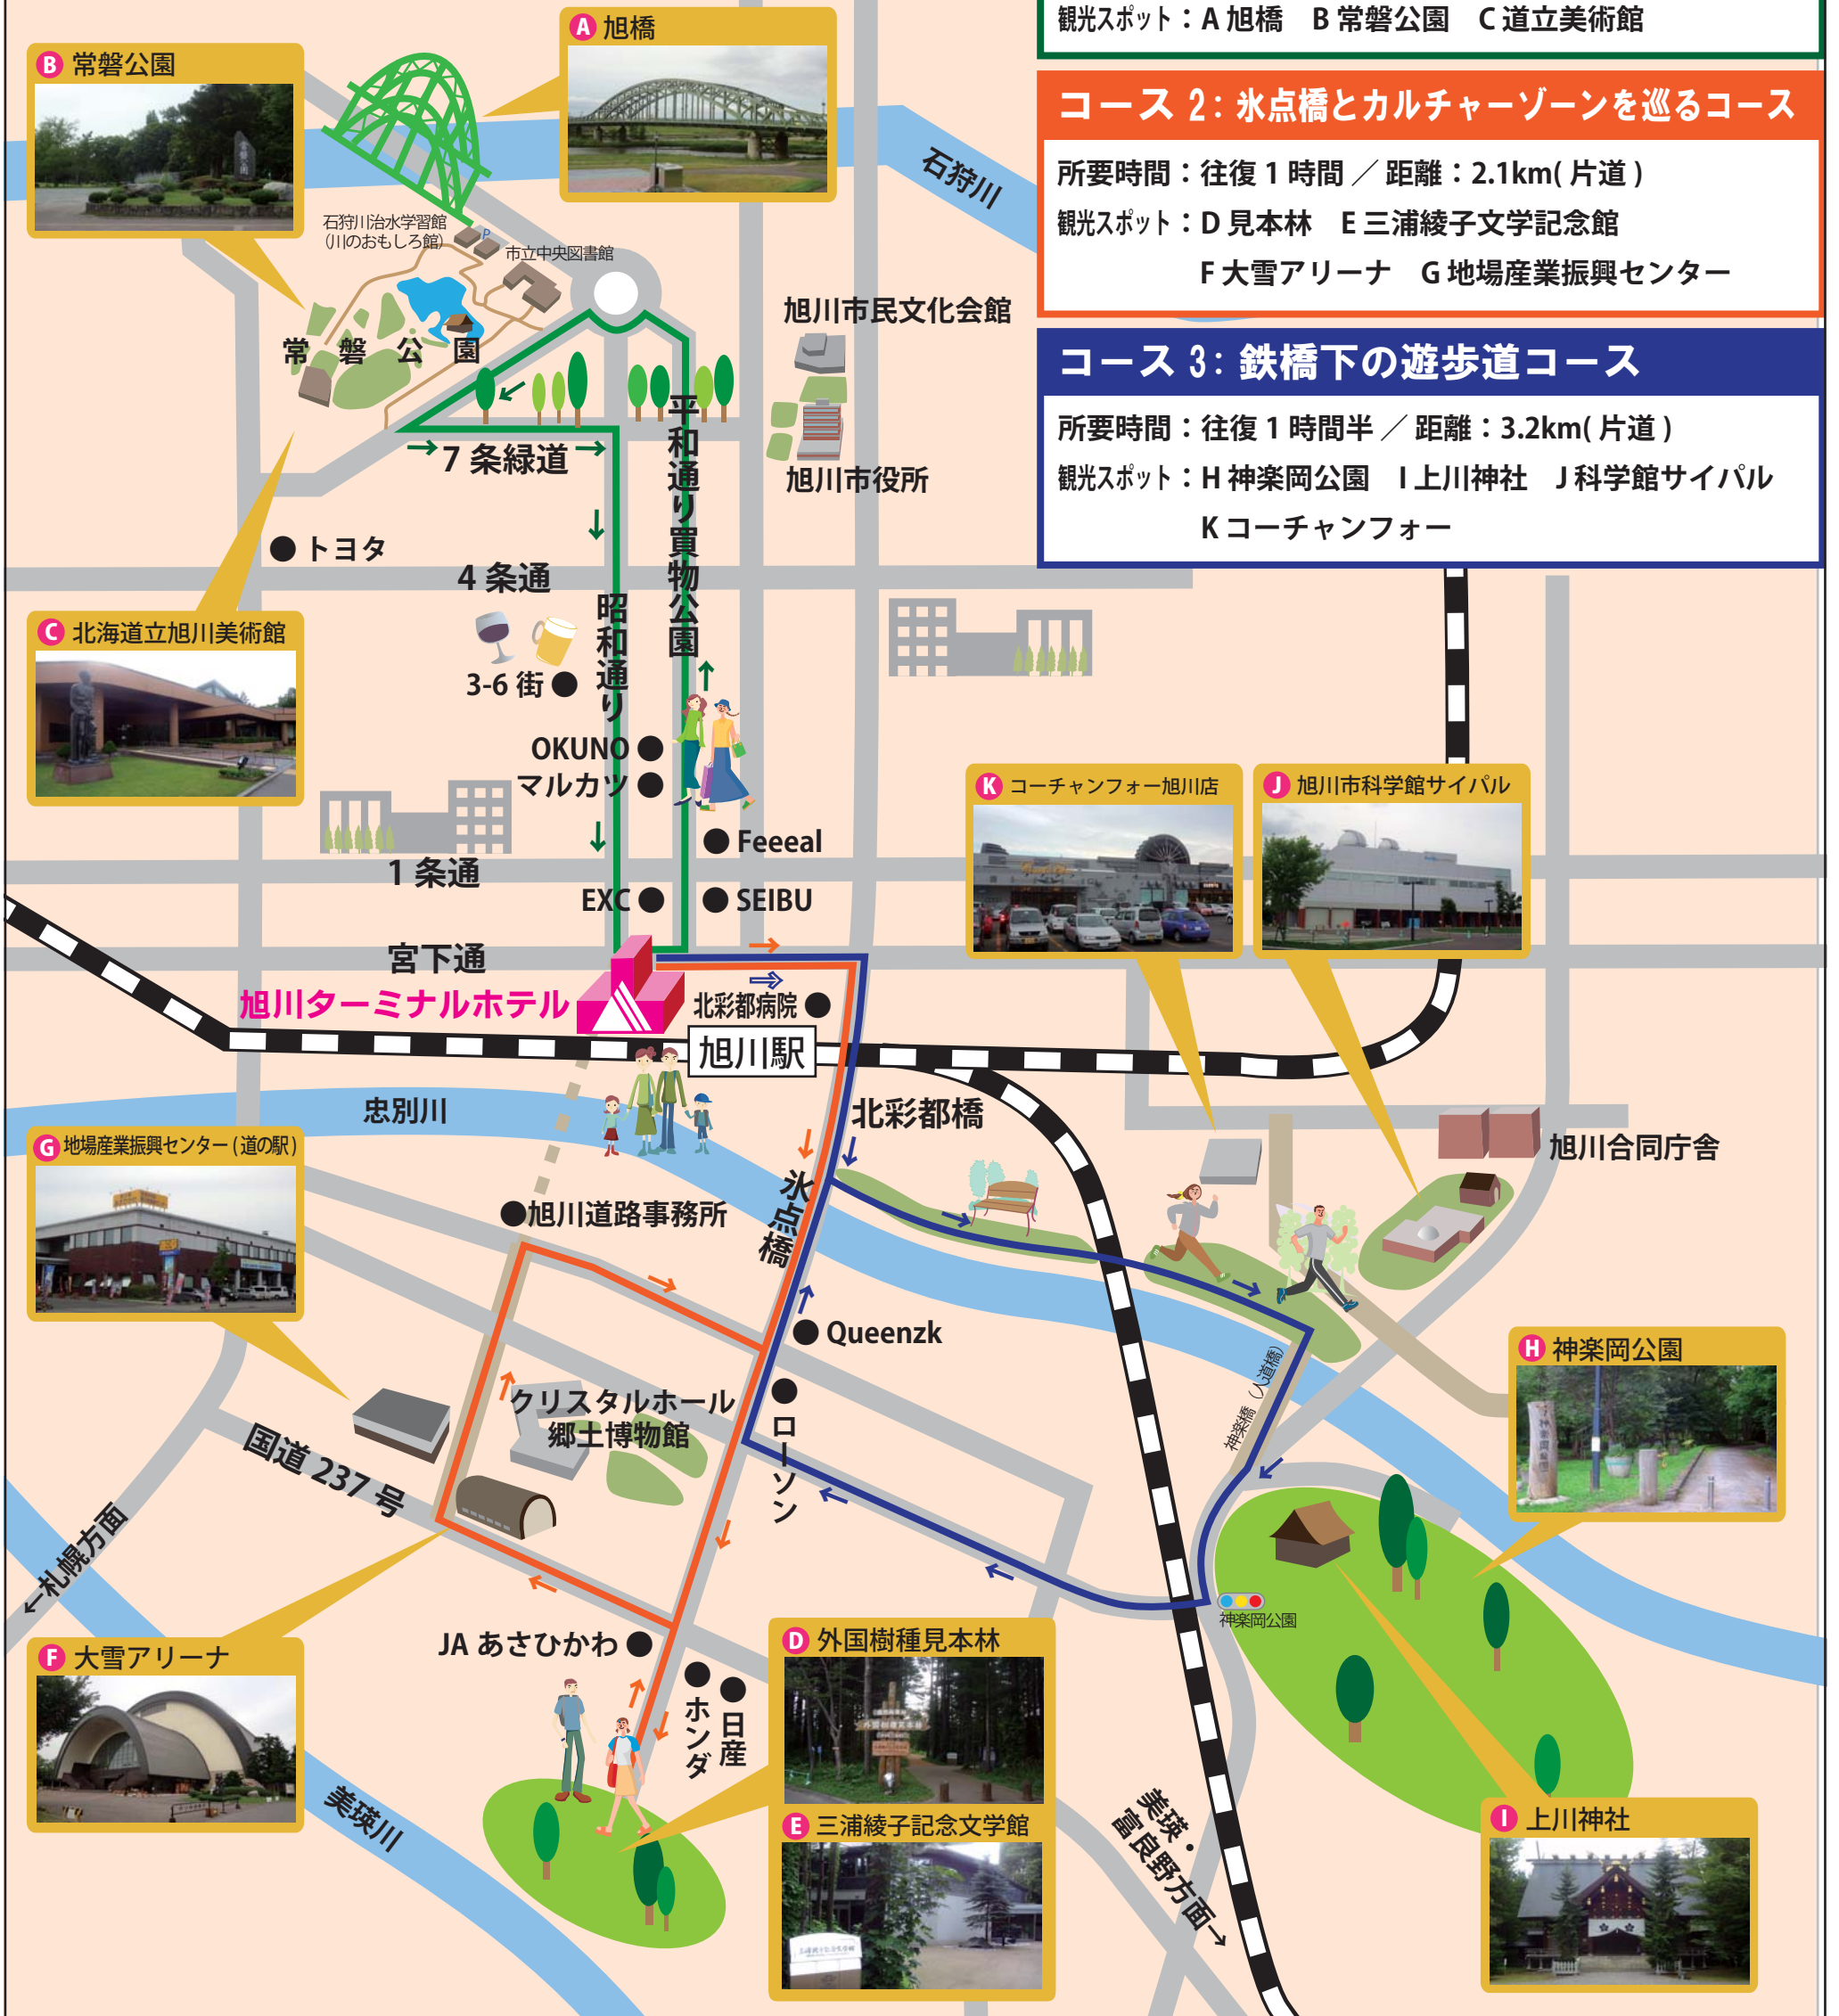 観光スポット：A 旭橋　B 常磐公園　C 道立美術館
コース 2：氷点橋とカルチャーゾーンを巡るコース
所要時間：往復 1 時間 ／ 距離：2.1km( 片道 )
観光スポット：D 見本林　E 三浦綾子文学記念館
F 大雪アリーナ　G 地場産業振興センター
コース 3：鉄橋下の遊歩道コース
所要時間：往復 1 時間半 ／ 距離：3.2km( 片道 )
観光スポット：H 神楽岡公園　I 上川神社　J 科学館サイパル
K コーチャンフォー
A 旭橋
B 常磐公園
石狩川
石狩川治水学習館
（川のおもしろ館）
P
市立中央図書館
常磐公園
旭川市民文化会館
旭川市役所
→ 7 条緑道 →
平和通り買物公園
トヨタ
4 条通
昭和通り
C 北海道立旭川美術館
3-6 街
OKUNO
マルカツ
Feeeal
1 条通
EXC
SEIBU
K コーチャンフォー旭川店
J 旭川市科学館サイパル
宮下通
旭川ターミナルホテル
北彩都病院
旭川駅
忠別川
北彩都橋
G 地場産業振興センター ( 道の駅 )
旭川合同庁舎
旭川道路事務所
氷点橋
Queenzk
H 神楽岡公園
神楽橋（人道橋）
クリスタルホール
郷土博物館
ローソン
国道 237 号
←札幌方面
神楽岡公園
F 大雪アリーナ
JA あさひかわ
ホンダ
日産
D 外国樹種見本林
外国樹種見本林
E 三浦綾子記念文学館
三浦綾子記念文学館
美瑛川
美瑛・
富良野方面→
I 上川神社